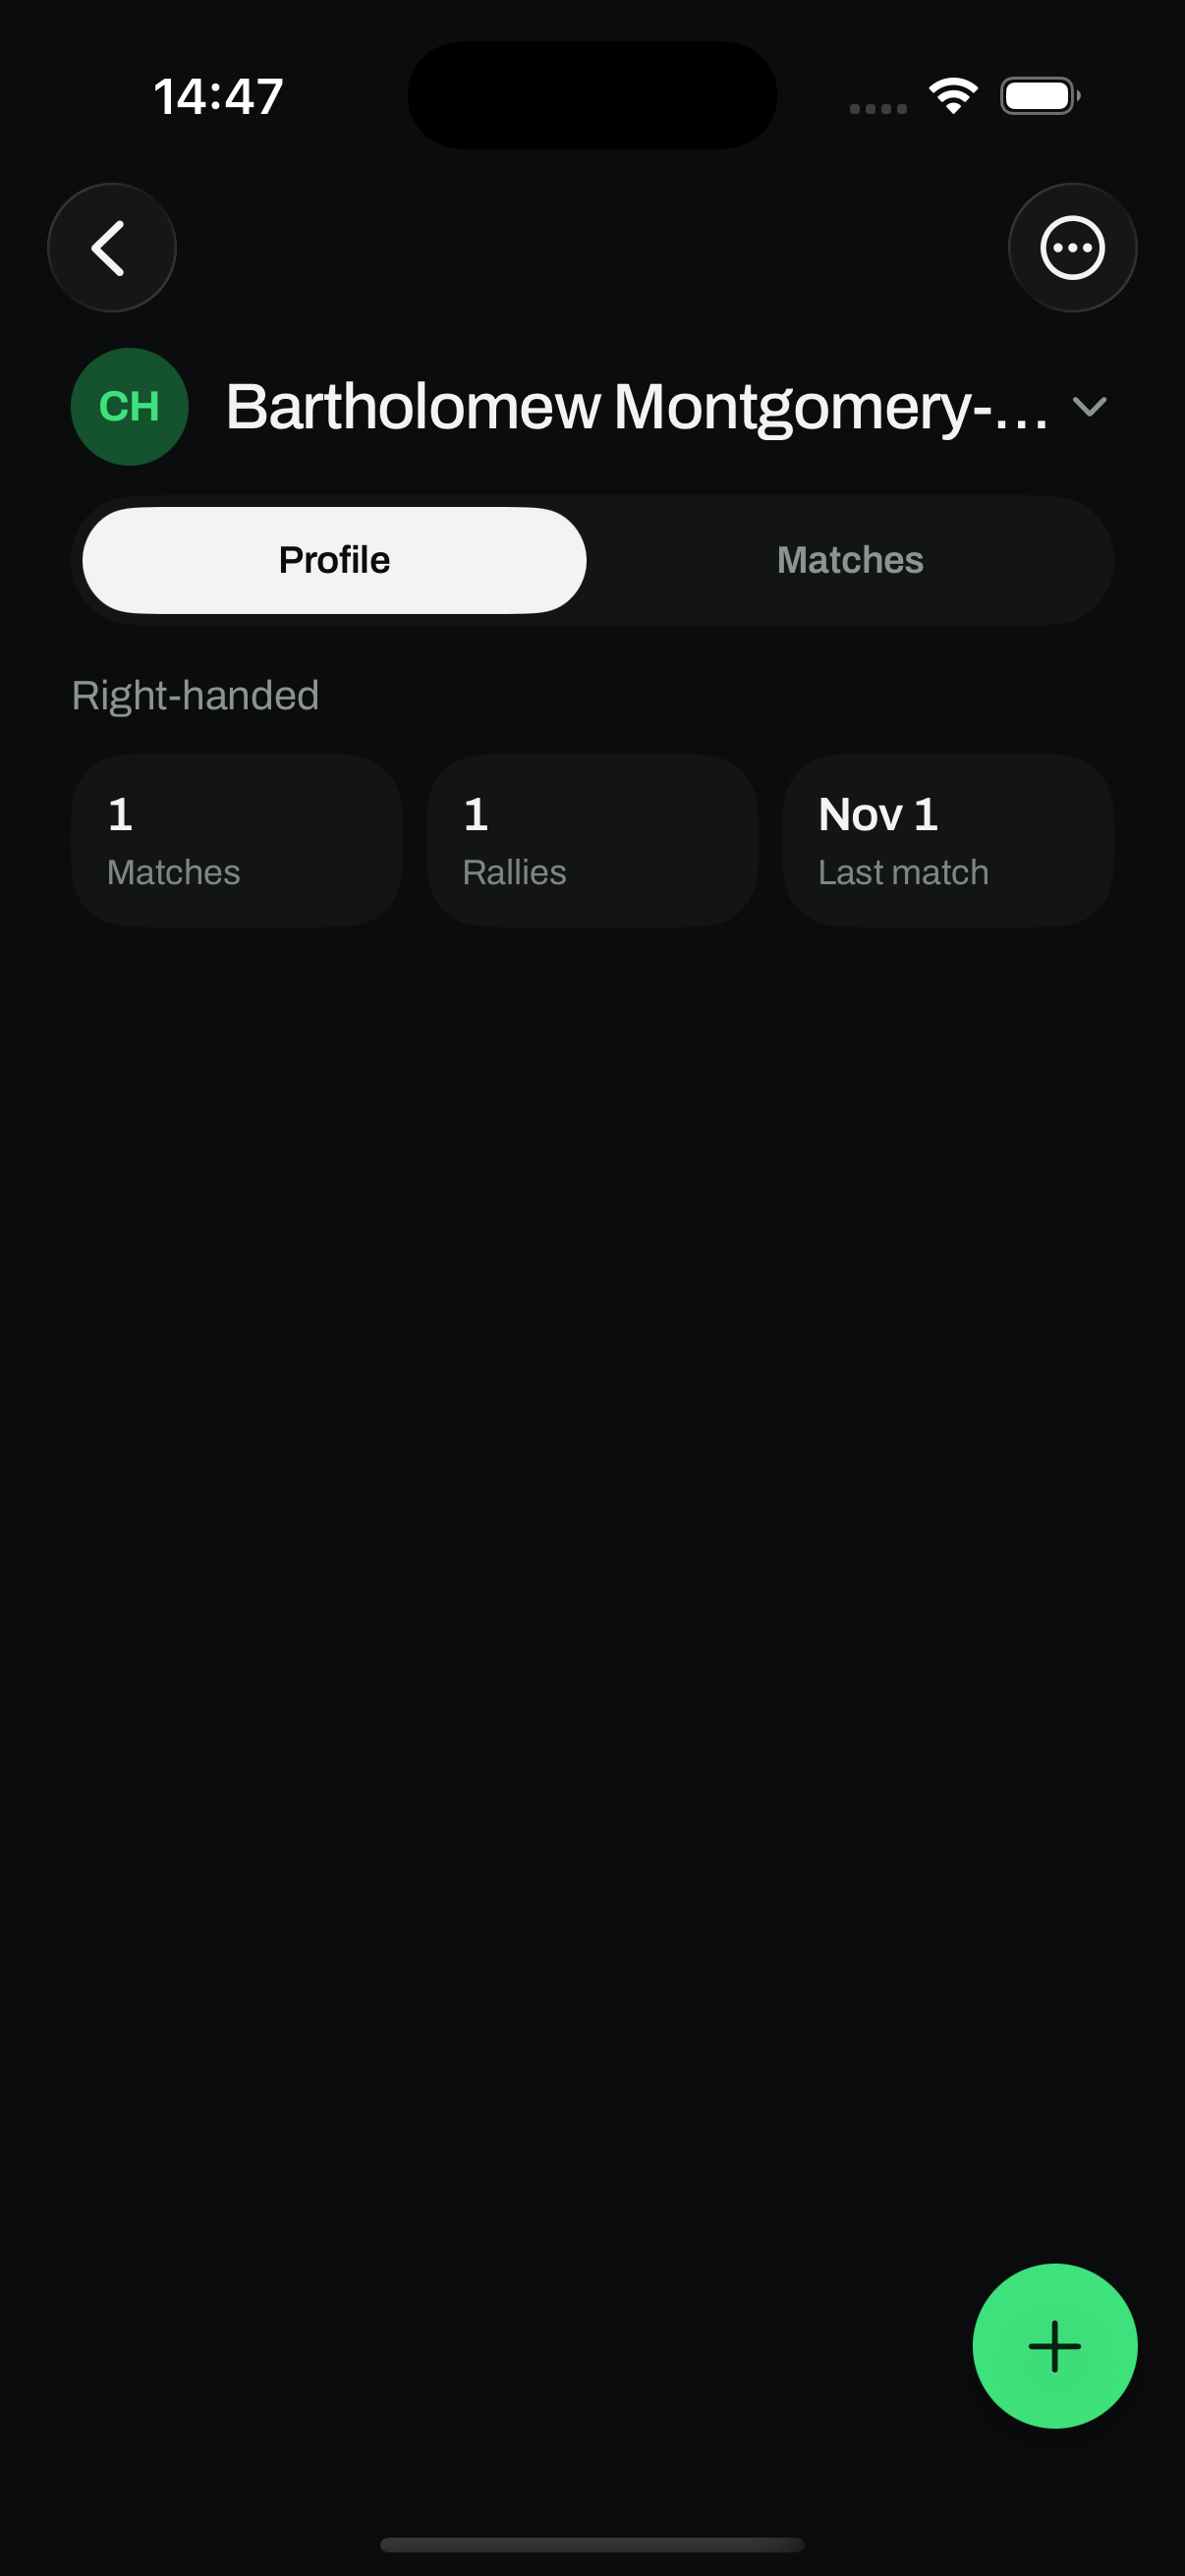 14:47
CH
Bartholomew Montgomery-...
Profile
Matches
Right-handed
1
Matches
1
Rallies
Nov 1
Last match